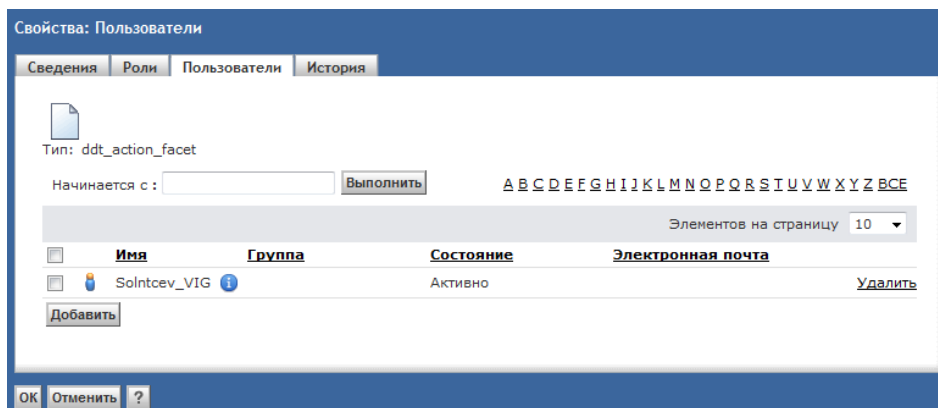 Свойства: Пользователи
Сведения Роли Пользователи История
Тип: ddt_action_facet
Начинается с : Выполнить A B C D E F G H I J K L M N O P Q R S T U V W X Y Z ВСЕ
Элементов на страницу 10
Имя Группа Состояние Электронная почта
Solntcev_VIG i Активно Удалить
Добавить
ОК Отменить ?